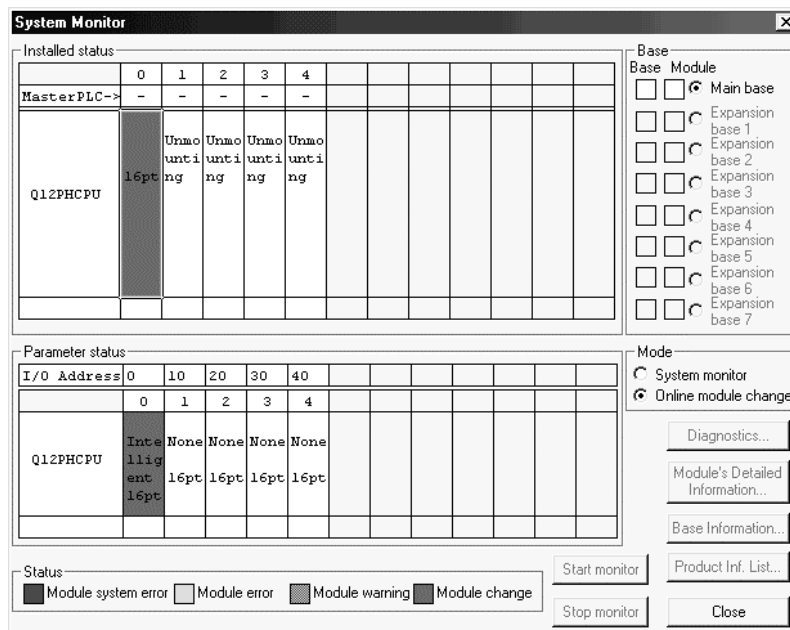 System Monitor
Installed status
0 1 2 3 4
MasterPLC-> - - - - -
Q12PHCPU
16pt
Unmo Unmo Unmo Unmo
unti unti unti unti
ng ng ng ng
Base
Base Module
Main base
Expansion
base 1
Expansion
base 2
Expansion
base 3
Expansion
base 4
Expansion
base 5
Expansion
base 6
Expansion
base 7
Parameter status
I/O Address 0 10 20 30 40
0 1 2 3 4
Q12PHCPU
Inte None None None None
llig
ent 16pt 16pt 16pt 16pt
16pt
Mode
System monitor
Online module change
Diagnostics...
Module's Detailed
Information...
Base Information...
Product Inf. List...
Status
Module system error Module error Module warning Module change
Start monitor
Stop monitor
Close